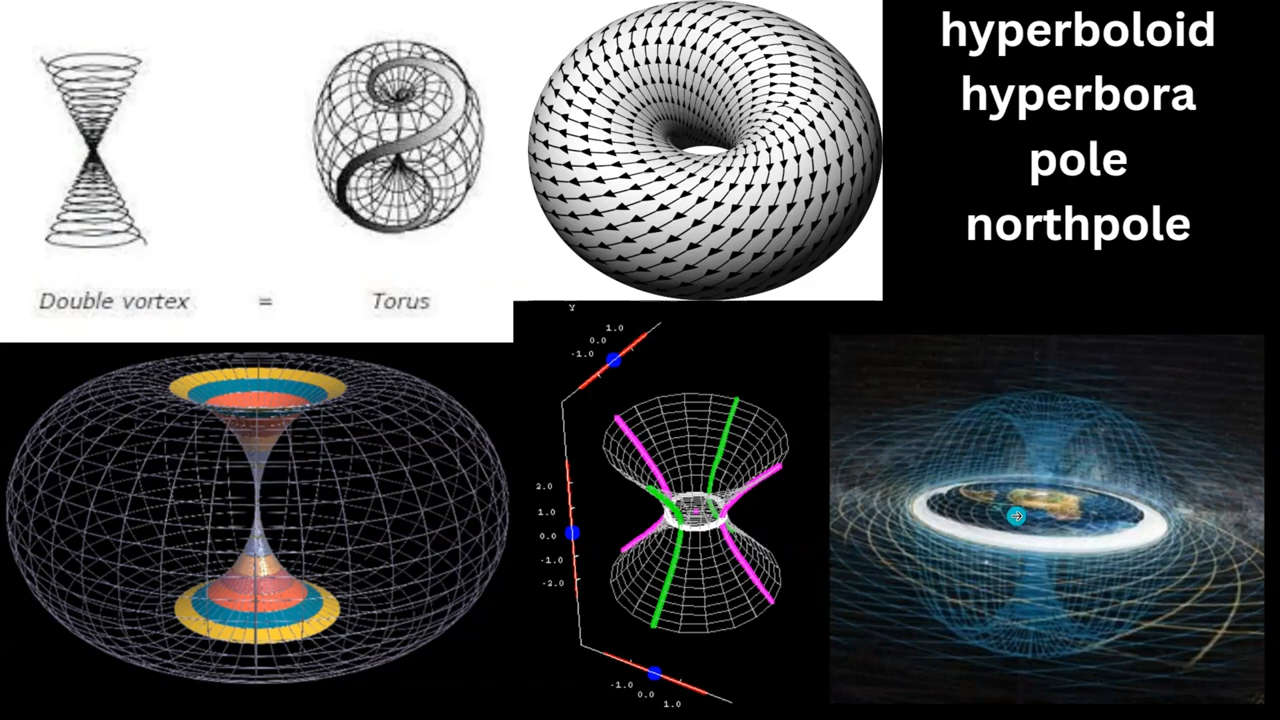 hyperboloid
hyperbora
pole
northpole
Double vortex = Torus
Y
1.0
0.0
-1.0
2.0
1.0
0.0
-1.0
-2.0
-1.0
0.0
1.0